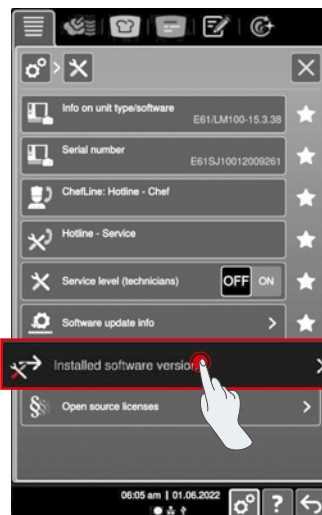 Info on unit type/software
E61/LM100-15.3.38
Serial number
E61SJ10012009261
ChefLine: Hotline - Chef
Hotline - Service
Service level (technicians) OFF ON
Software update info
Installed software version
Open source licenses
06:05 am | 01.06.2022